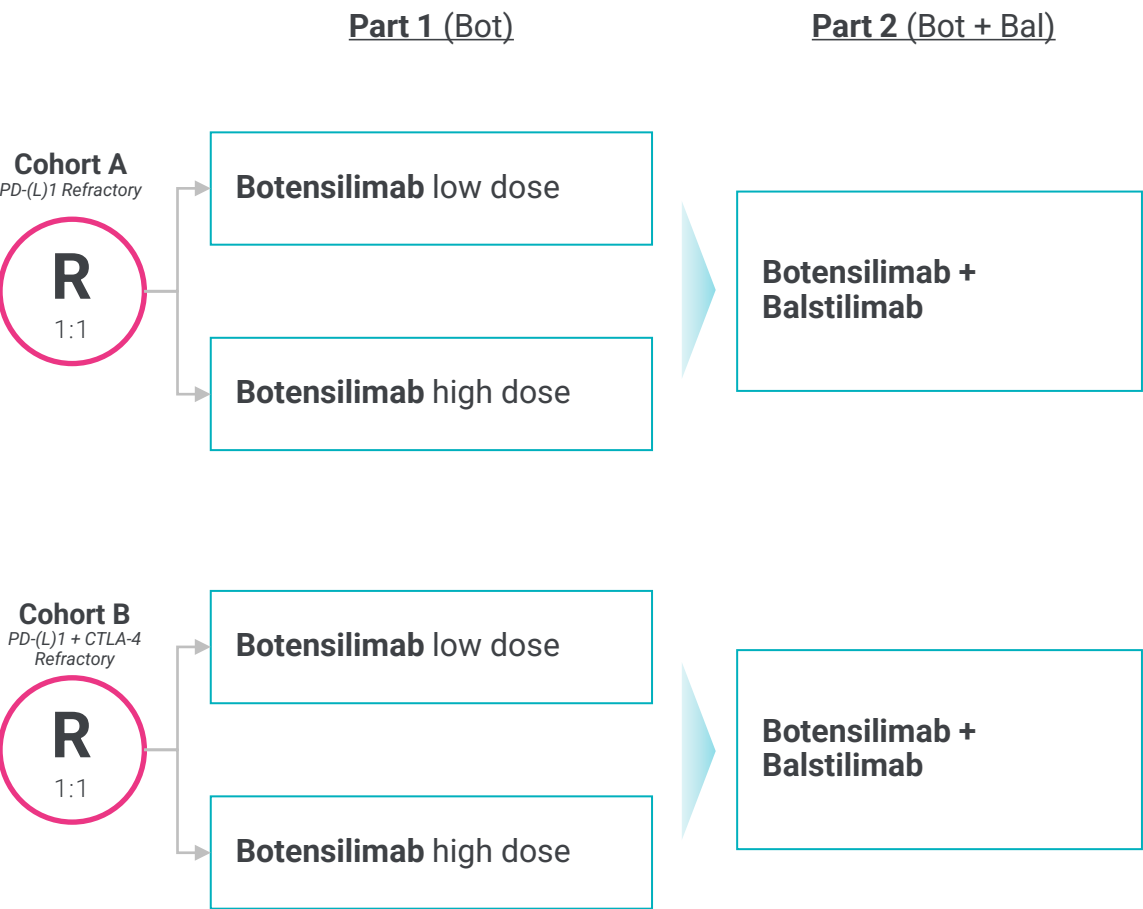 Part 1 (Bot)
Part 2 (Bot + Bal)
Cohort A
PD-(L)1 Refractory
R
1:1
Botensilimab low dose
Botensilimab high dose
Botensilimab +
Balstilimab
Cohort B
PD-(L)1 + CTLA-4
Refractory
R
1:1
Botensilimab low dose
Botensilimab high dose
Botensilimab +
Balstilimab